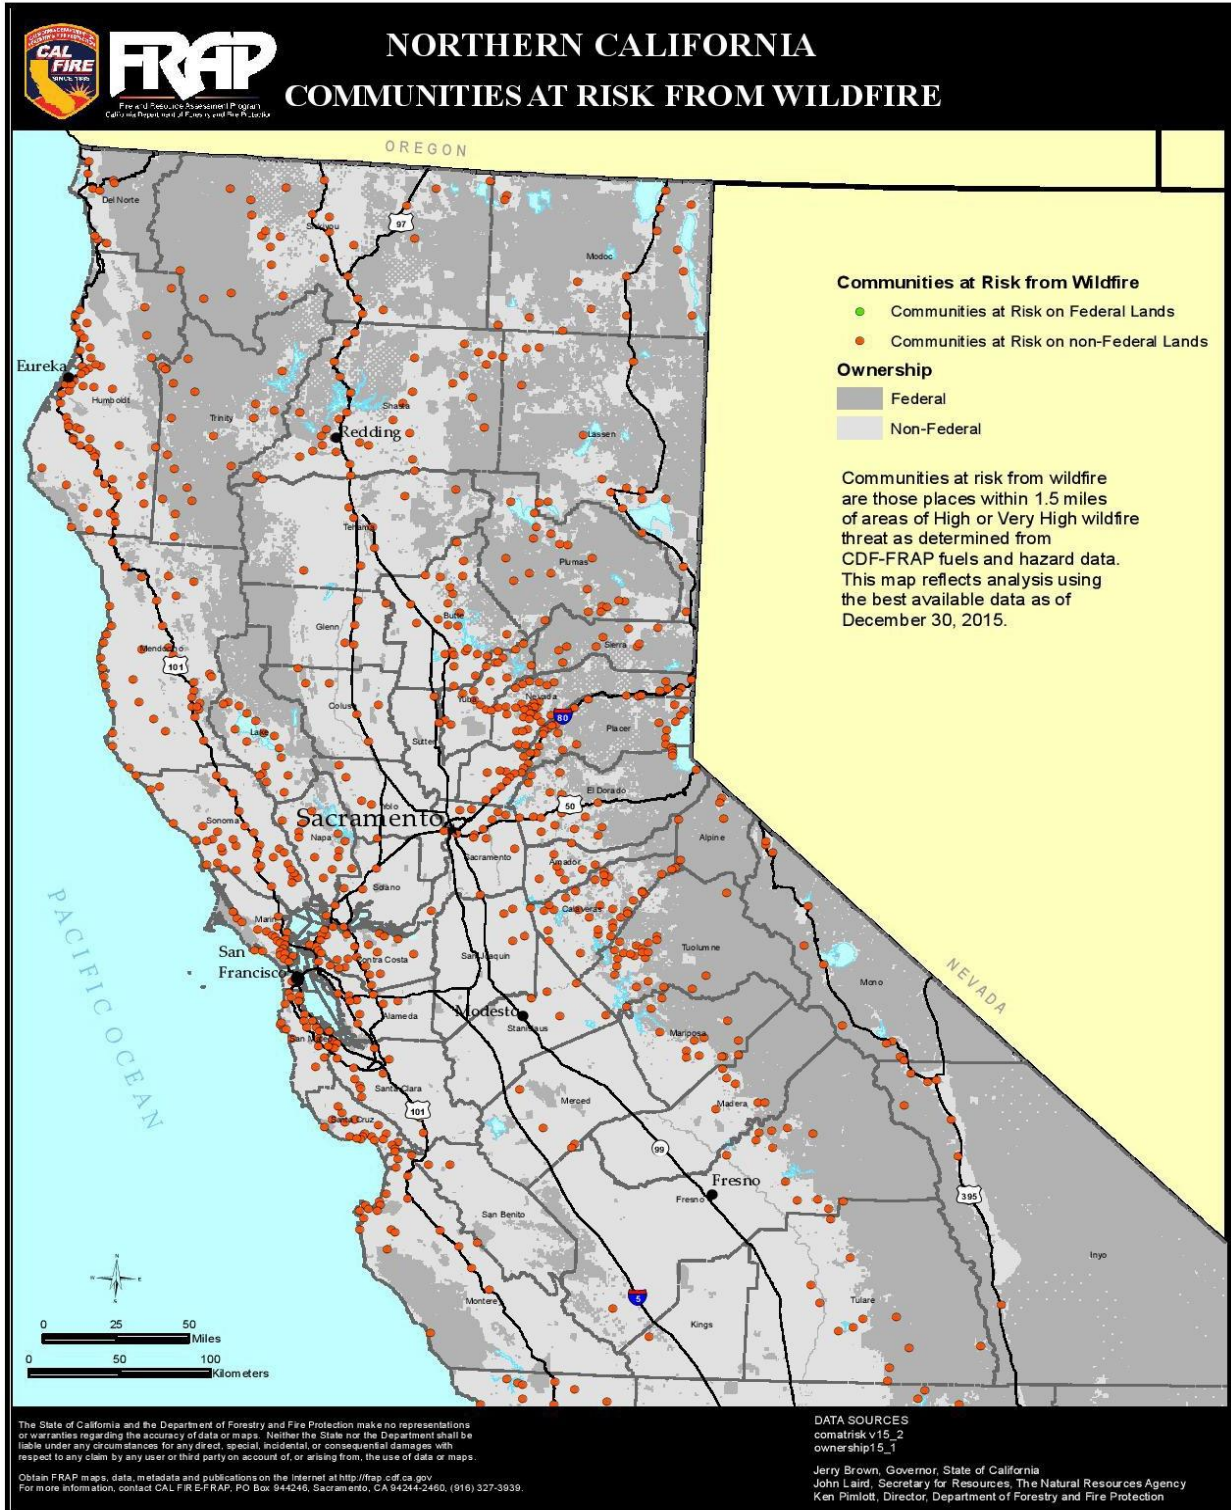 CAL
FIRE
SINCE 1885
FRAP
Fire and Resource Assessment Program
California Department of Forestry and Fire Protection
NORTHERN CALIFORNIA
COMMUNITIES AT RISK FROM WILDFIRE
OREGON
Del Norte
Siskiyou
97
Modoc
Communities at Risk from Wildfire
Communities at Risk on Federal Lands
Communities at Risk on non-Federal Lands
Ownership
Federal
Non-Federal
Communities at risk from wildfire
are those places within 1.5 miles
of areas of High or Very High wildfire
threat as determined from
CDF-FRAP fuels and hazard data.
This map reflects analysis using
the best available data as of
December 30, 2015.
Eureka
Humboldt
Trinity
Shasta
Redding
Lassen
Tehama
Plumas
Butte
Glenn
Mendocino
101
Sierra
Colusa
Yuba
Nevada
80
Placer
Lake
Sutter
El Dorado
50
Yolo
Sacramento
Sonoma
Napa
Alpine
Sacramento
Amador
Solano
Calaveras
Marin
Tuolumne
San
Francisco
Contra Costa
San Joaquin
Mono
NEVADA
PACIFIC OCEAN
Alameda
Modesto
Stanislaus
Mariposa
San Mateo
Santa Clara
101
Merced
Madera
Santa Cruz
99
Fresno
Fresno
395
San Benito
Inyo
5
Monterey
Kings
Tulare
N
W
E
S
0 25 50
Miles
0 50 100
Kilometers
The State of California and the Department of Forestry and Fire Protection make no representations
or warranties regarding the accuracy of data or maps. Neither the State nor the Department shall be
liable under any circumstances for any direct, special, incidental, or consequential damages with
respect to any claim by any user or third party on account of, or arising from, the use of data or maps.
Obtain FRAP maps, data, metadata and publications on the Internet at http://frap.cdf.ca.gov
For more information, contact CAL FIRE-FRAP, PO Box 944246, Sacramento, CA 94244-2460, (916) 327-3939.
DATA SOURCES
comatrisk v15_2
ownership15_1
Jerry Brown, Governor, State of California
John Laird, Secretary for Resources, The Natural Resources Agency
Ken Pimlott, Director, Department of Forestry and Fire Protection